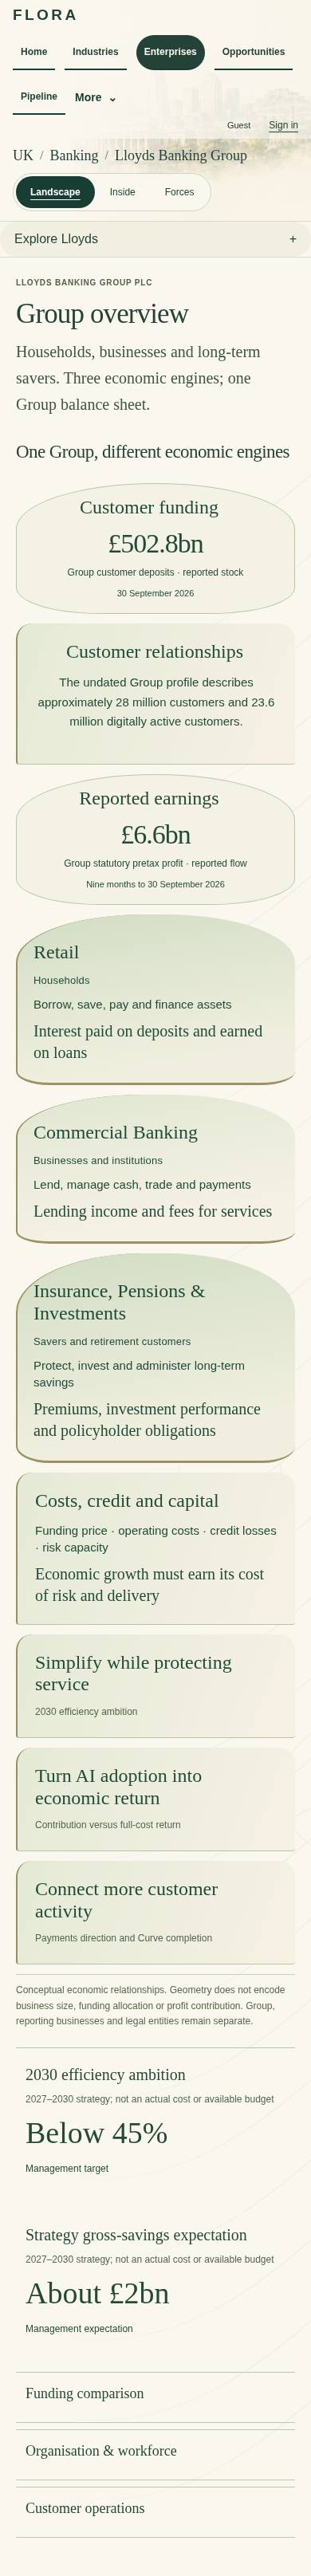 FLORA
Home Industries Enterprises Opportunities
Pipeline More ⌄
Guest Sign in
UK / Banking / Lloyds Banking Group
Landscape Inside Forces
Explore Lloyds +
LLOYDS BANKING GROUP PLC
Group overview
Households, businesses and long-term
savers. Three economic engines; one
Group balance sheet.
One Group, different economic engines
Customer funding
£502.8bn
Group customer deposits · reported stock
30 September 2026
Customer relationships
The undated Group profile describes
approximately 28 million customers and 23.6
million digitally active customers.
Reported earnings
£6.6bn
Group statutory pretax profit · reported flow
Nine months to 30 September 2026
Retail
Households
Borrow, save, pay and finance assets
Interest paid on deposits and earned
on loans
Commercial Banking
Businesses and institutions
Lend, manage cash, trade and payments
Lending income and fees for services
Insurance, Pensions &
Investments
Savers and retirement customers
Protect, invest and administer long-term
savings
Premiums, investment performance
and policyholder obligations
Costs, credit and capital
Funding price · operating costs · credit losses
· risk capacity
Economic growth must earn its cost
of risk and delivery
Simplify while protecting
service
2030 efficiency ambition
Turn AI adoption into
economic return
Contribution versus full-cost return
Connect more customer
activity
Payments direction and Curve completion
Conceptual economic relationships. Geometry does not encode
business size, funding allocation or profit contribution. Group,
reporting businesses and legal entities remain separate.
2030 efficiency ambition
2027–2030 strategy; not an actual cost or available budget
Below 45%
Management target
Strategy gross-savings expectation
2027–2030 strategy; not an actual cost or available budget
About £2bn
Management expectation
Funding comparison
Organisation & workforce
Customer operations